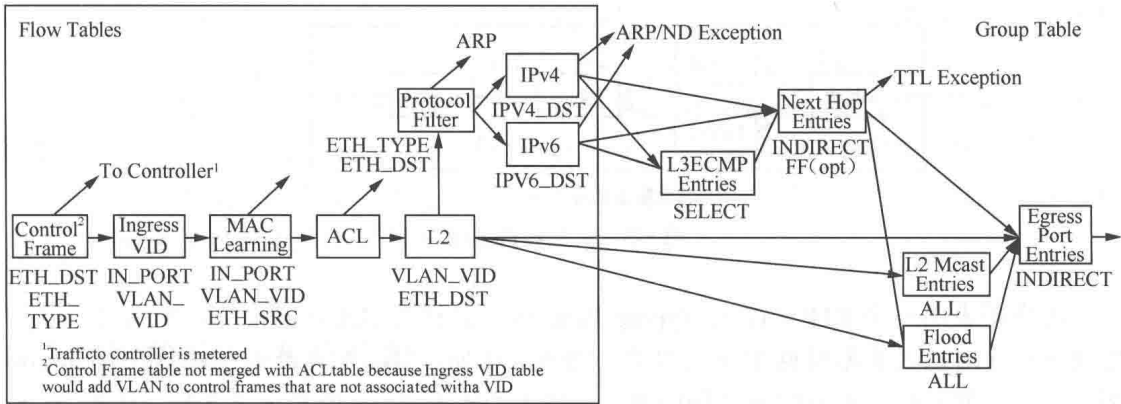 Flow Tables
Group Table
ARP
ARP/ND Exception
TTL Exception
IPv4
IPV4_DST
Protocol
Filter
ETH_TYPE
ETH_DST
IPv6
IPV6_DST
Next Hop
Entries
INDIRECT
FF(opt)
L3ECMP
Entries
SELECT
To Controller1
Control2
Frame
ETH_DST
ETH_
TYPE
Ingress
VID
IN_PORT
VLAN_
VID
MAC
Learning
IN_PORT
VLAN_VID
ETH_SRC
ACL
L2
VLAN_VID
ETH_DST
Egress
Port
Entries
INDIRECT
L2 Mcast
Entries
ALL
Flood
Entries
ALL
1Trafficto controller is metered
2Control Frame table not merged with ACLtable because Ingress VID table
would add VLAN to control frames that are not associated witha VID